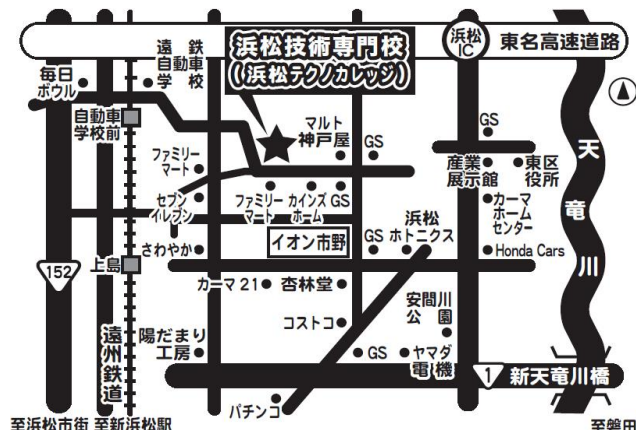 浜松技術専門校
(浜松テクノカレッジ)
浜松
IC
東名高速道路
遠鉄
自動車
学校
毎日
ボウル
自動車
学校前
マルト
神戸屋
GS
GS
産業
展示館
東区
役所
天竜川
ファミリー
マート
セブン
イレブン
ファミリー
マート
カインズ
ホーム
GS
カーマ
ホーム
センター
浜松
ホトニクス
さわやか
イオン市野
GS
Honda Cars
152
上島
カーマ21
杏林堂
安間川
公園
コストコ
遠州鉄道
陽だまり
工房
GS
ヤマダ
電機
1
新天竜川橋
パチンコ
至浜松市街
至新浜松駅
至磐田